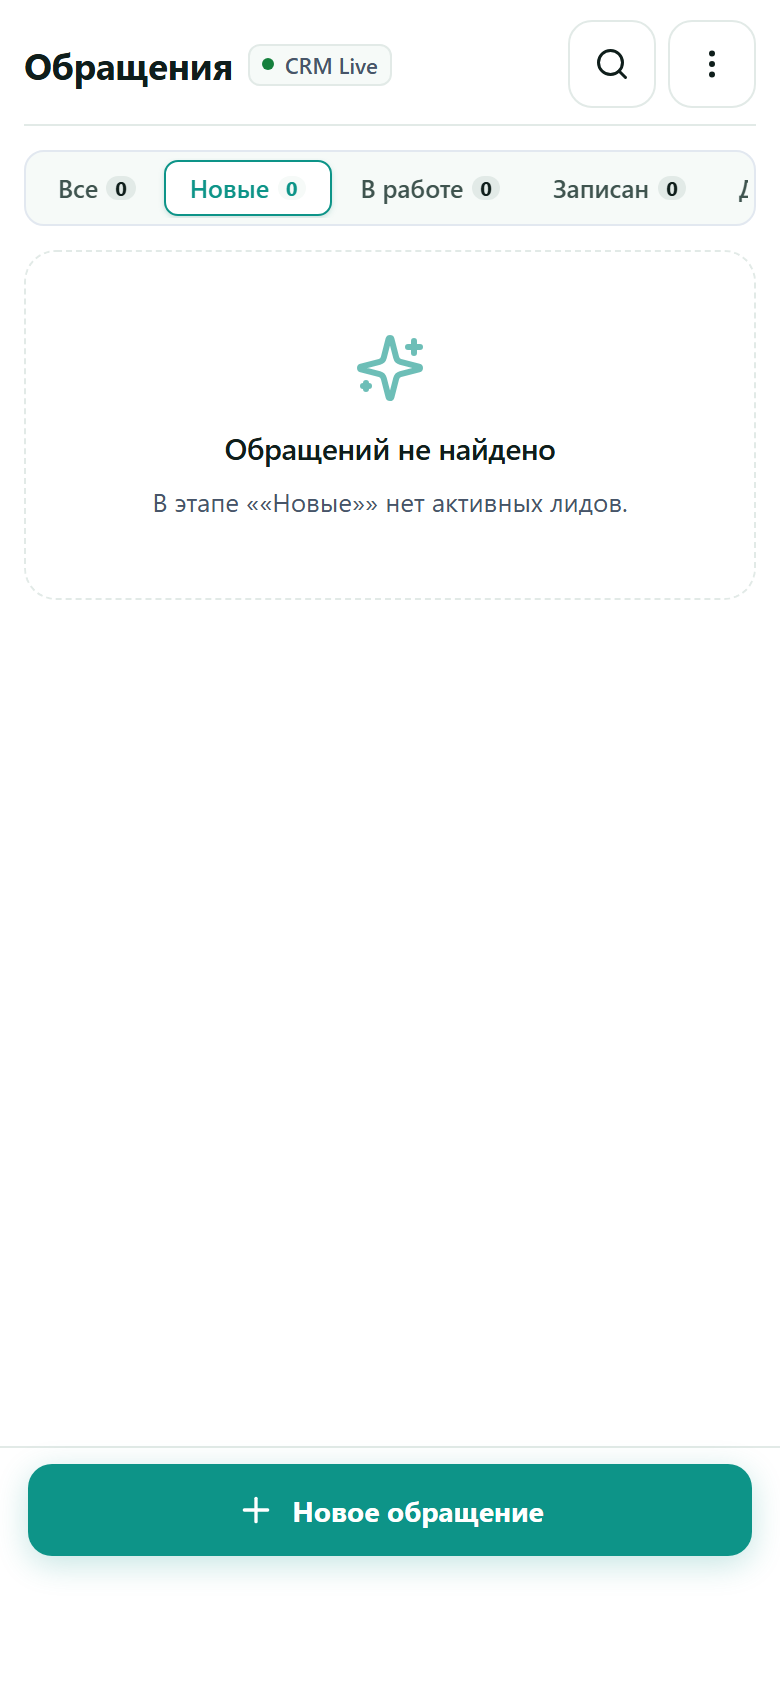 Обращения
CRM Live
Все 0
Новые 0
В работе 0
Записан 0
Обращений не найдено
В этапе ««Новые»» нет активных лидов.
Новое обращение